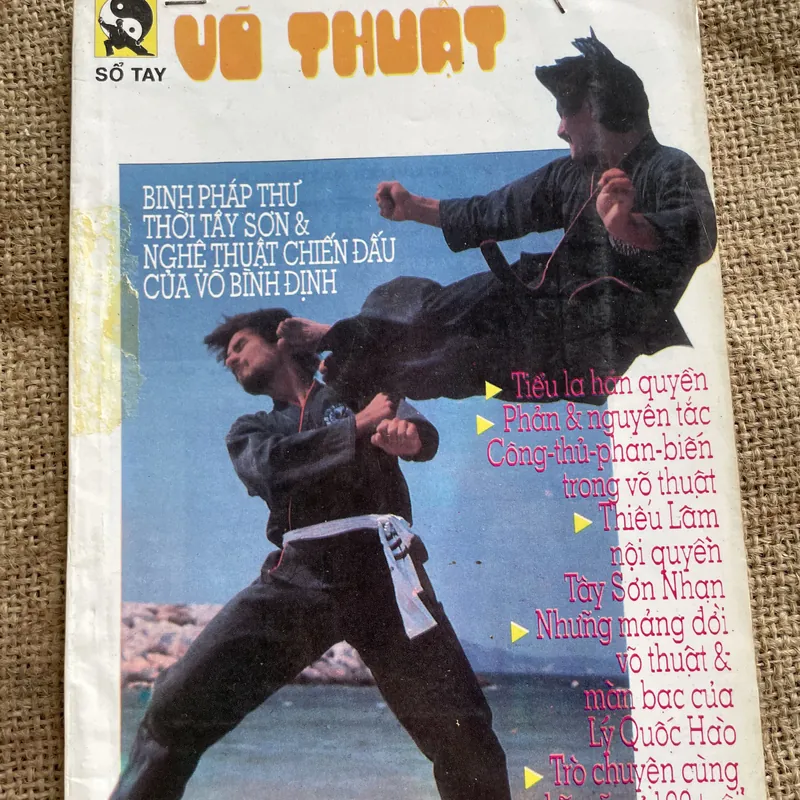 SỔ TAY
VÕ THUẬT
BINH PHÁP THƯ
THỜI TÂY SƠN &
NGHỆ THUẬT CHIẾN ĐẤU
CỦA VÕ BÌNH ĐỊNH
Tiểu la hán quyền
Phản & nguyên tắc
Công-thủ-phan-biến
trong võ thuật
Thiếu Lâm
nội quyền
Tây Sơn Nhạn
Những mảng đời
võ thuật &
màn bạc của
Lý Quốc Hào
Trò chuyện cùng